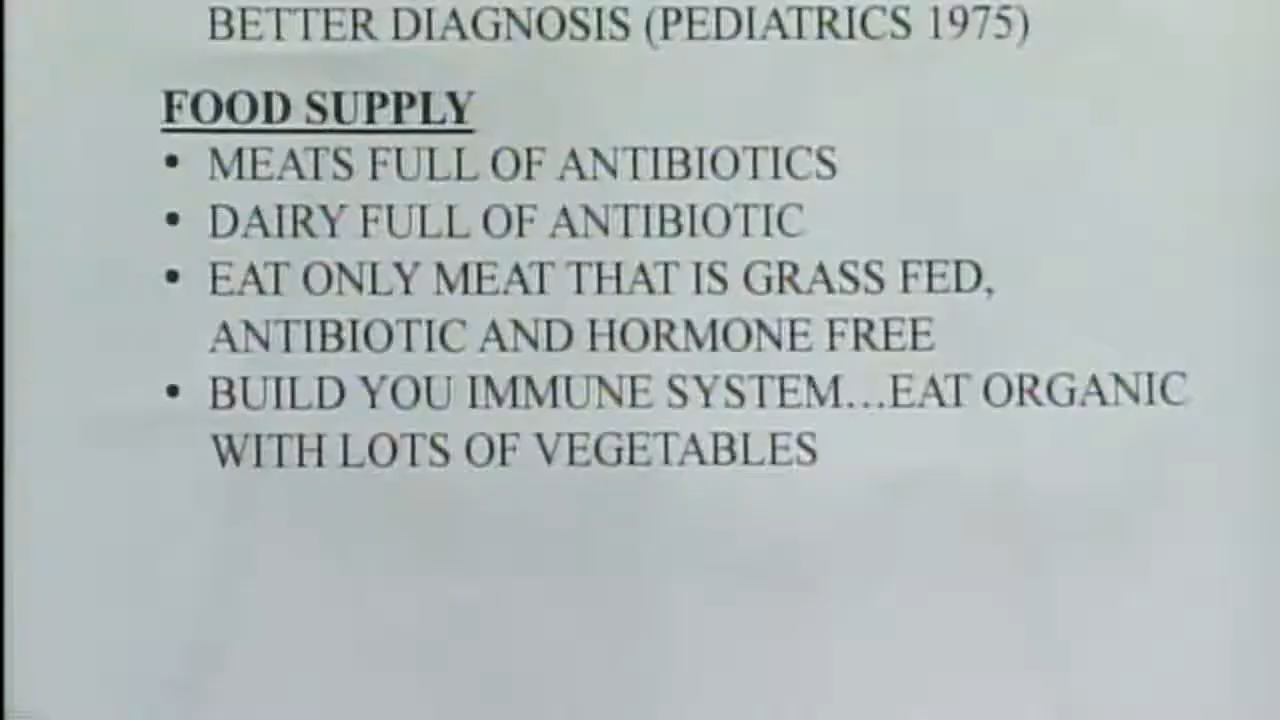 BETTER DIAGNOSIS (PEDIATRICS 1975)
FOOD SUPPLY
• MEATS FULL OF ANTIBIOTICS
• DAIRY FULL OF ANTIBIOTIC
• EAT ONLY MEAT THAT IS GRASS FED,
ANTIBIOTIC AND HORMONE FREE
• BUILD YOU IMMUNE SYSTEM...EAT ORGANIC
WITH LOTS OF VEGETABLES